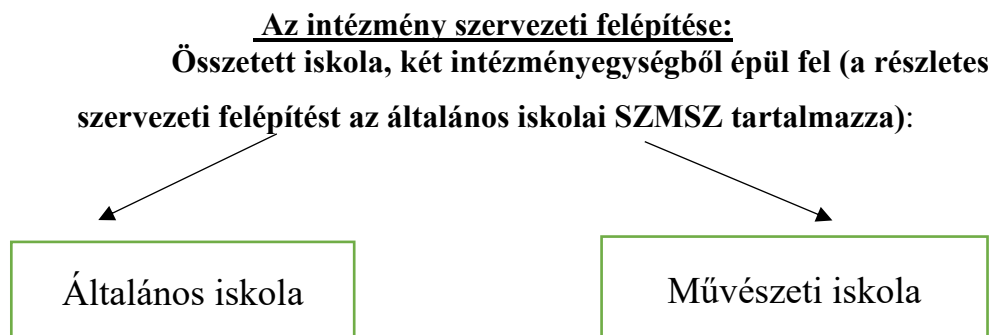 Az intézmény szervezeti felépítése:
Összetett iskola, két intézményegységből épül fel (a részletes
szervezeti felépítést az általános iskolai SZMSZ tartalmazza):
Általános iskola
Művészeti iskola